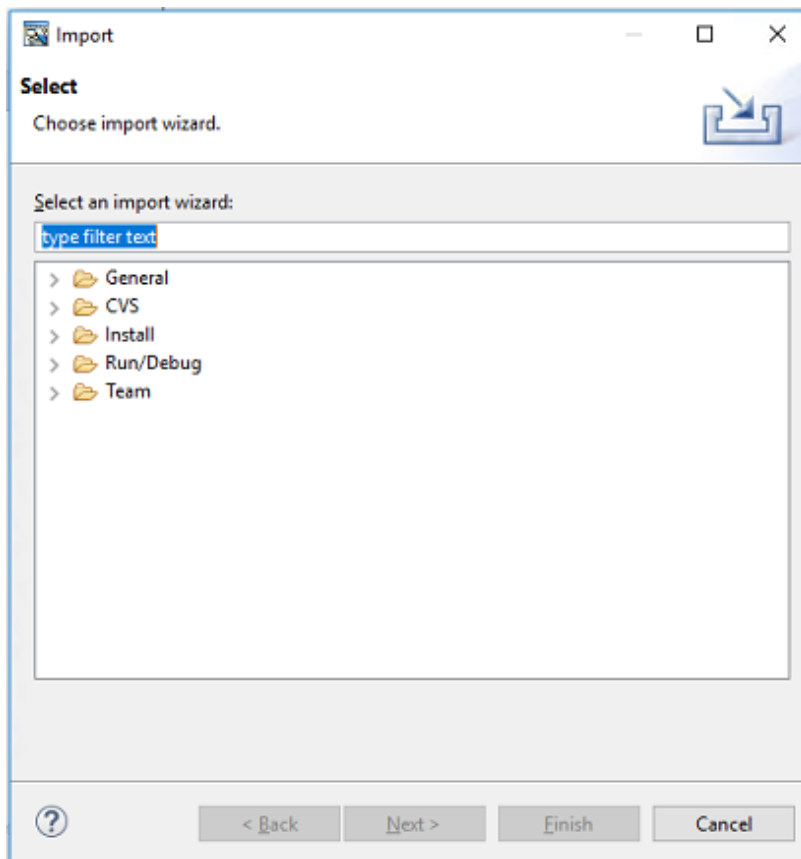 Import
Select
Choose import wizard.
Select an import wizard:
type filter text
General
CVS
Install
Run/Debug
Team
? < Back Next > Finish Cancel